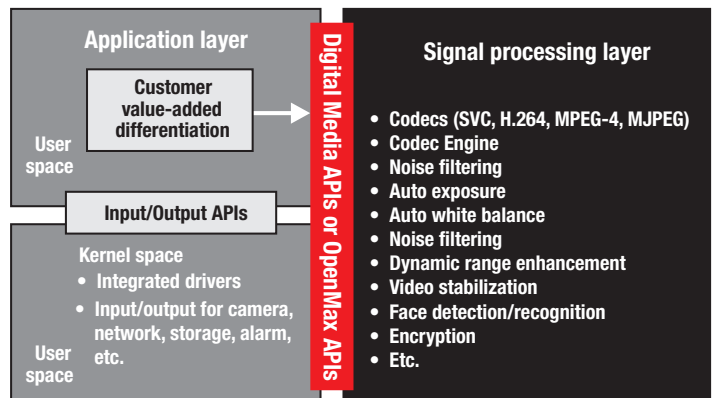 Application layer
Customer
value-added
differentiation
User
space
Input/Output APIs
Kernel space
• Integrated drivers
• Input/output for camera,
network, storage, alarm,
etc.
User
space
Digital Media APIs or OpenMax APIs
Signal processing layer
• Codecs (SVC, H.264, MPEG-4, MJPEG)
• Codec Engine
• Noise filtering
• Auto exposure
• Auto white balance
• Noise filtering
• Dynamic range enhancement
• Video stabilization
• Face detection/recognition
• Encryption
• Etc.